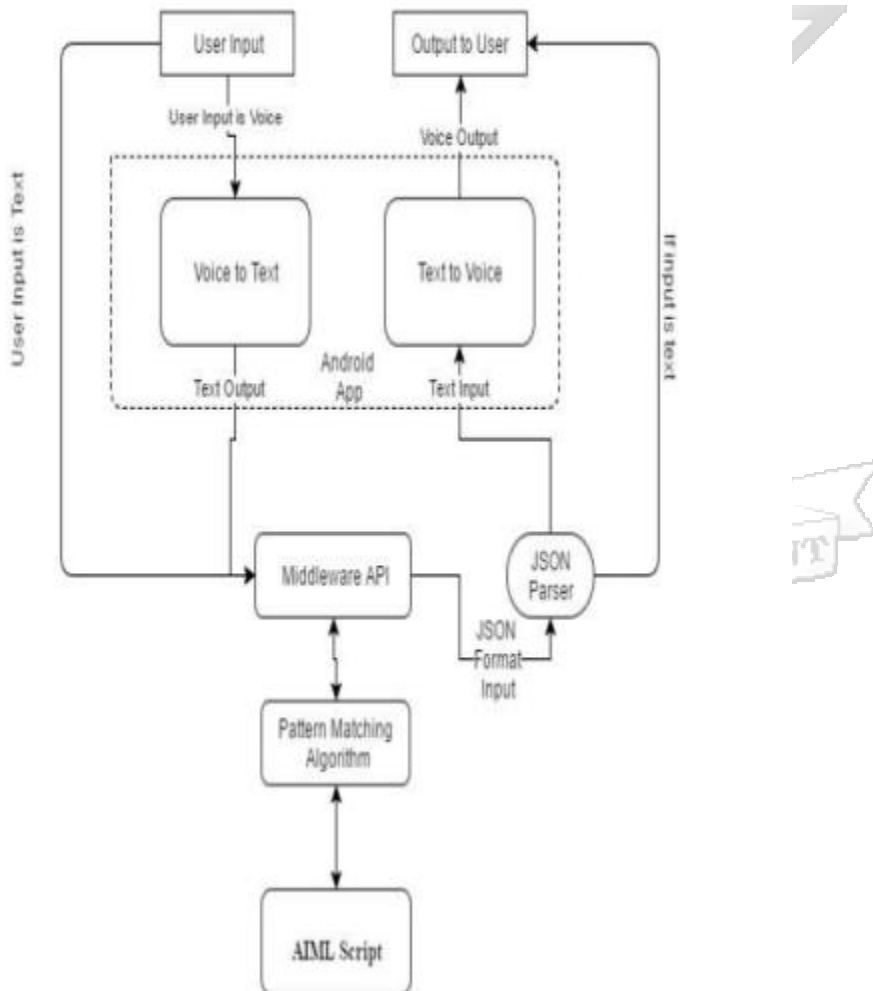 User Input
Output to User
User Input is Voice
Voice Output
User Input is Text
If input is text
Voice to Text
Text to Voice
Android
App
Text Output
Text Input
Middleware API
JSON
Parser
JSON
Format
Input
Pattern Matching
Algorithm
AIML Script